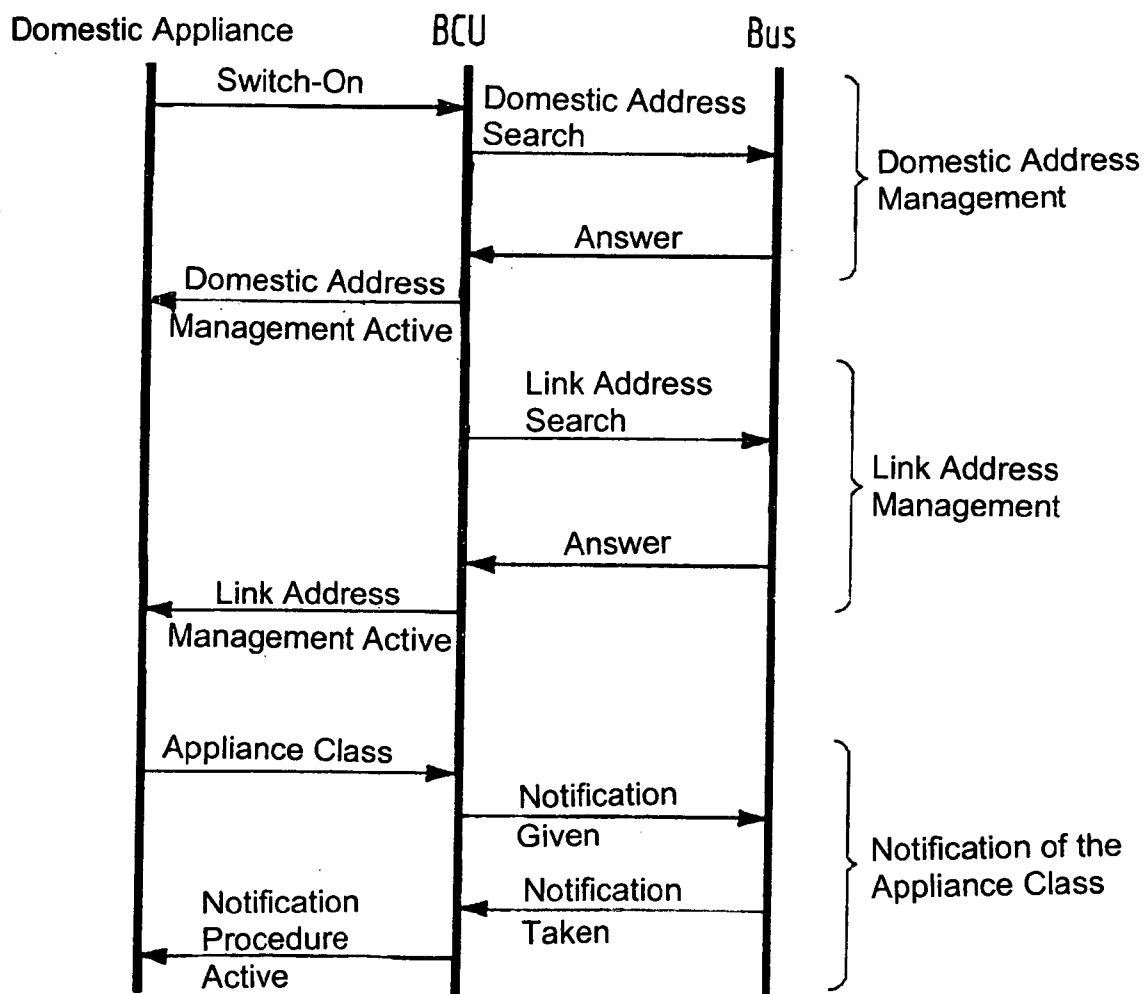 Domestic Appliance
BCU
Bus
Switch-On
Domestic Address
Search
Domestic Address
Management
Answer
Domestic Address
Management Active
Link Address
Search
Link Address
Management
Answer
Link Address
Management Active
Appliance Class
Notification
Given
Notification of the
Appliance Class
Notification
Taken
Notification
Procedure
Active